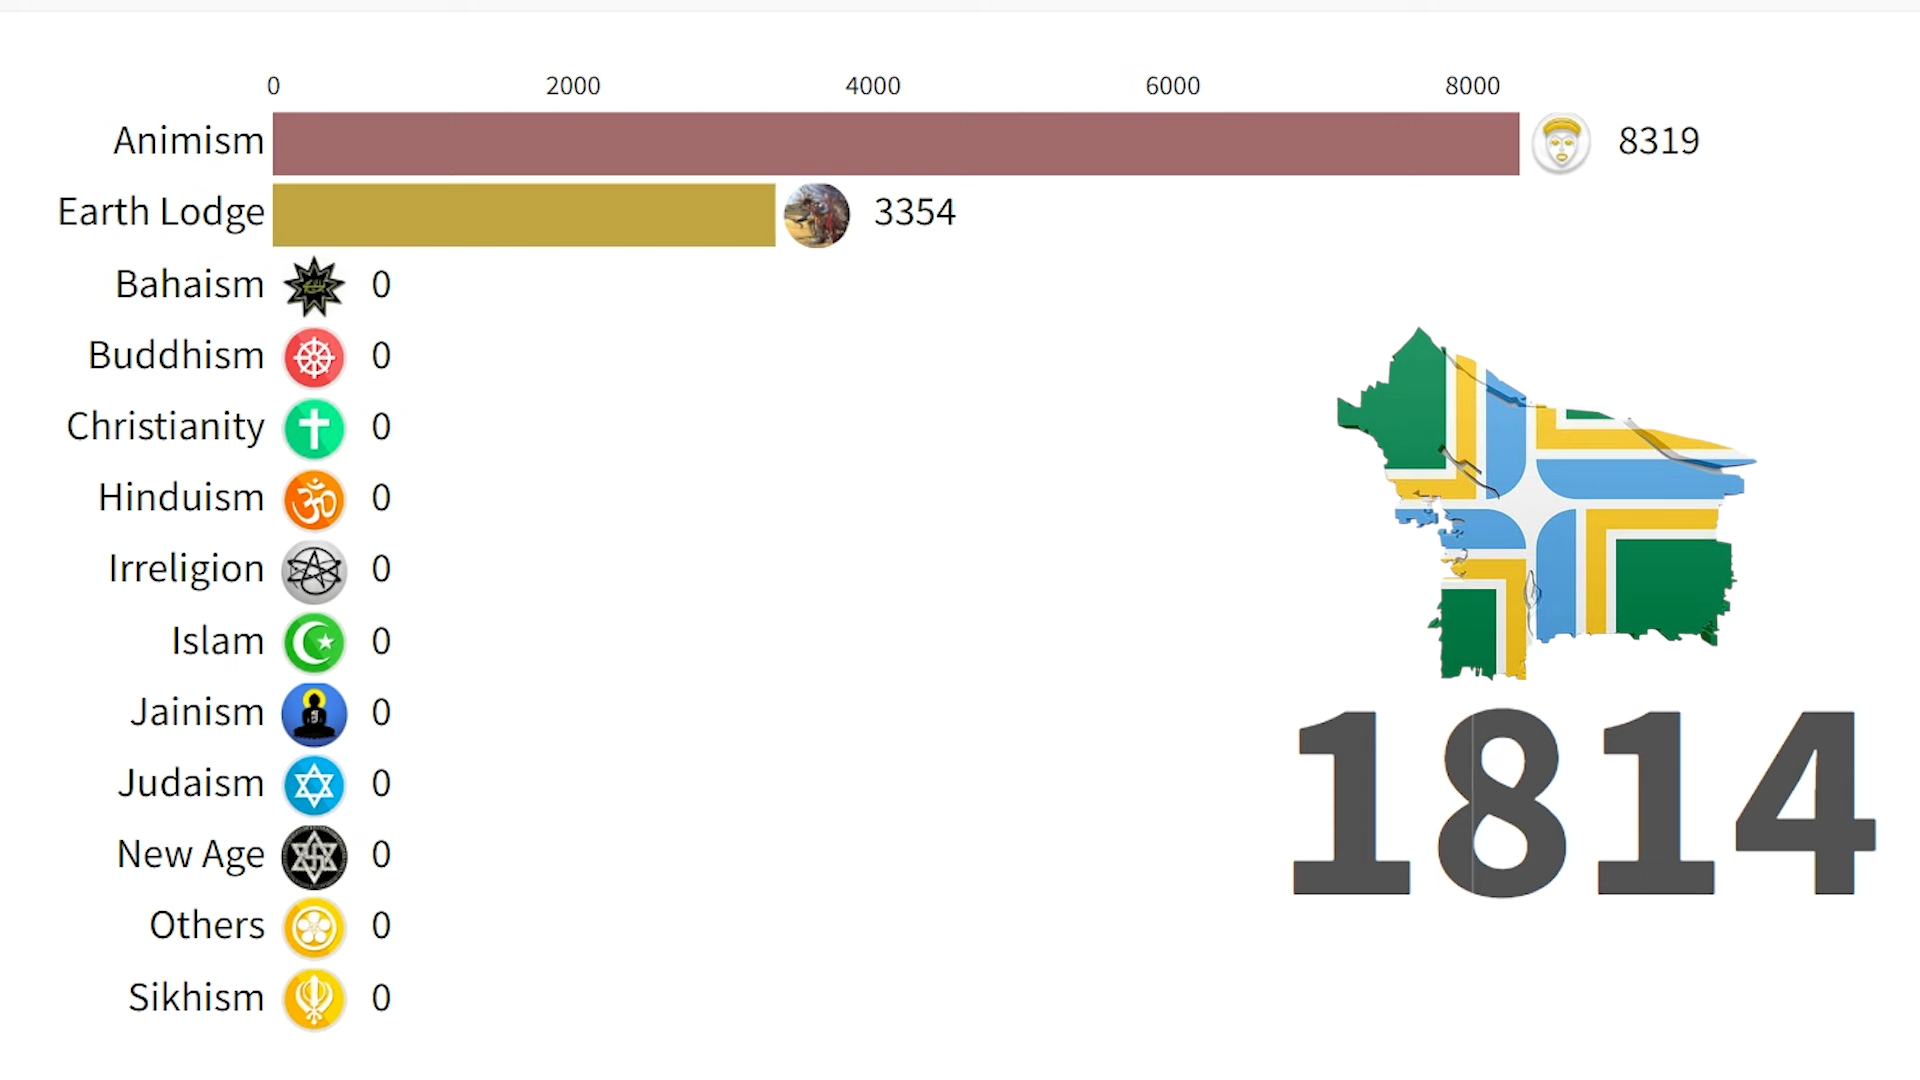 0 2000 4000 6000 8000
Animism 8319
Earth Lodge 3354
Bahaism 0
Buddhism 0
Christianity 0
Hinduism 0
Irreligion 0
Islam 0
Jainism 0
Judaism 0
New Age 0
Others 0
Sikhism 0
1814